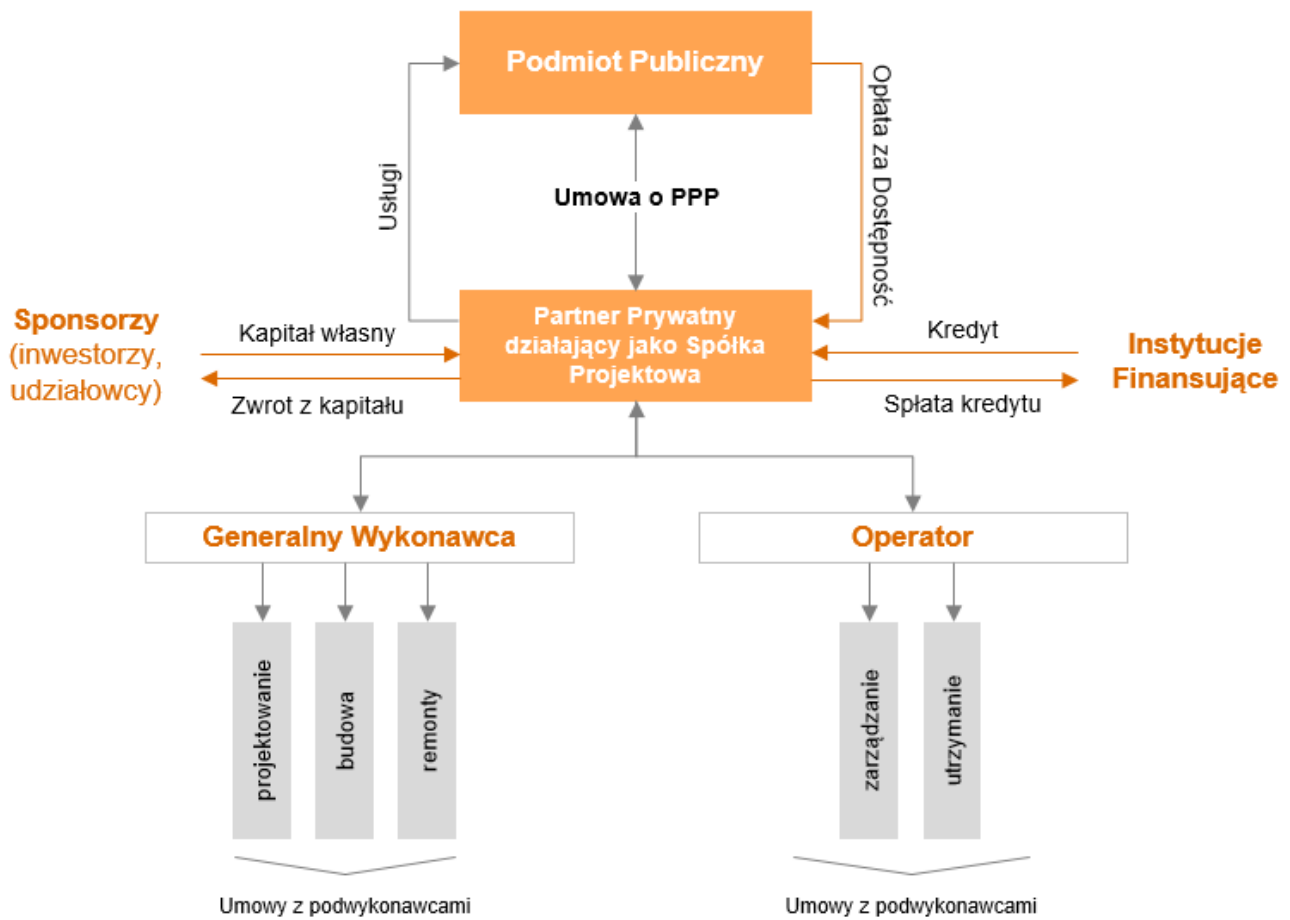 Podmiot Publiczny
Usługi
Opłata za Dostępność
Umowa o PPP
Sponsorzy
(inwestorzy,
udziałowcy)
Kapitał własny
Zwrot z kapitału
Partner Prywatny
działający jako Spółka
Projektowa
Kredyt
Spłata kredytu
Instytucje
Finansujące
Generalny Wykonawca
Operator
projektowanie
budowa
remonty
zarządzanie
utrzymanie
Umowy z podwykonawcami
Umowy z podwykonawcami